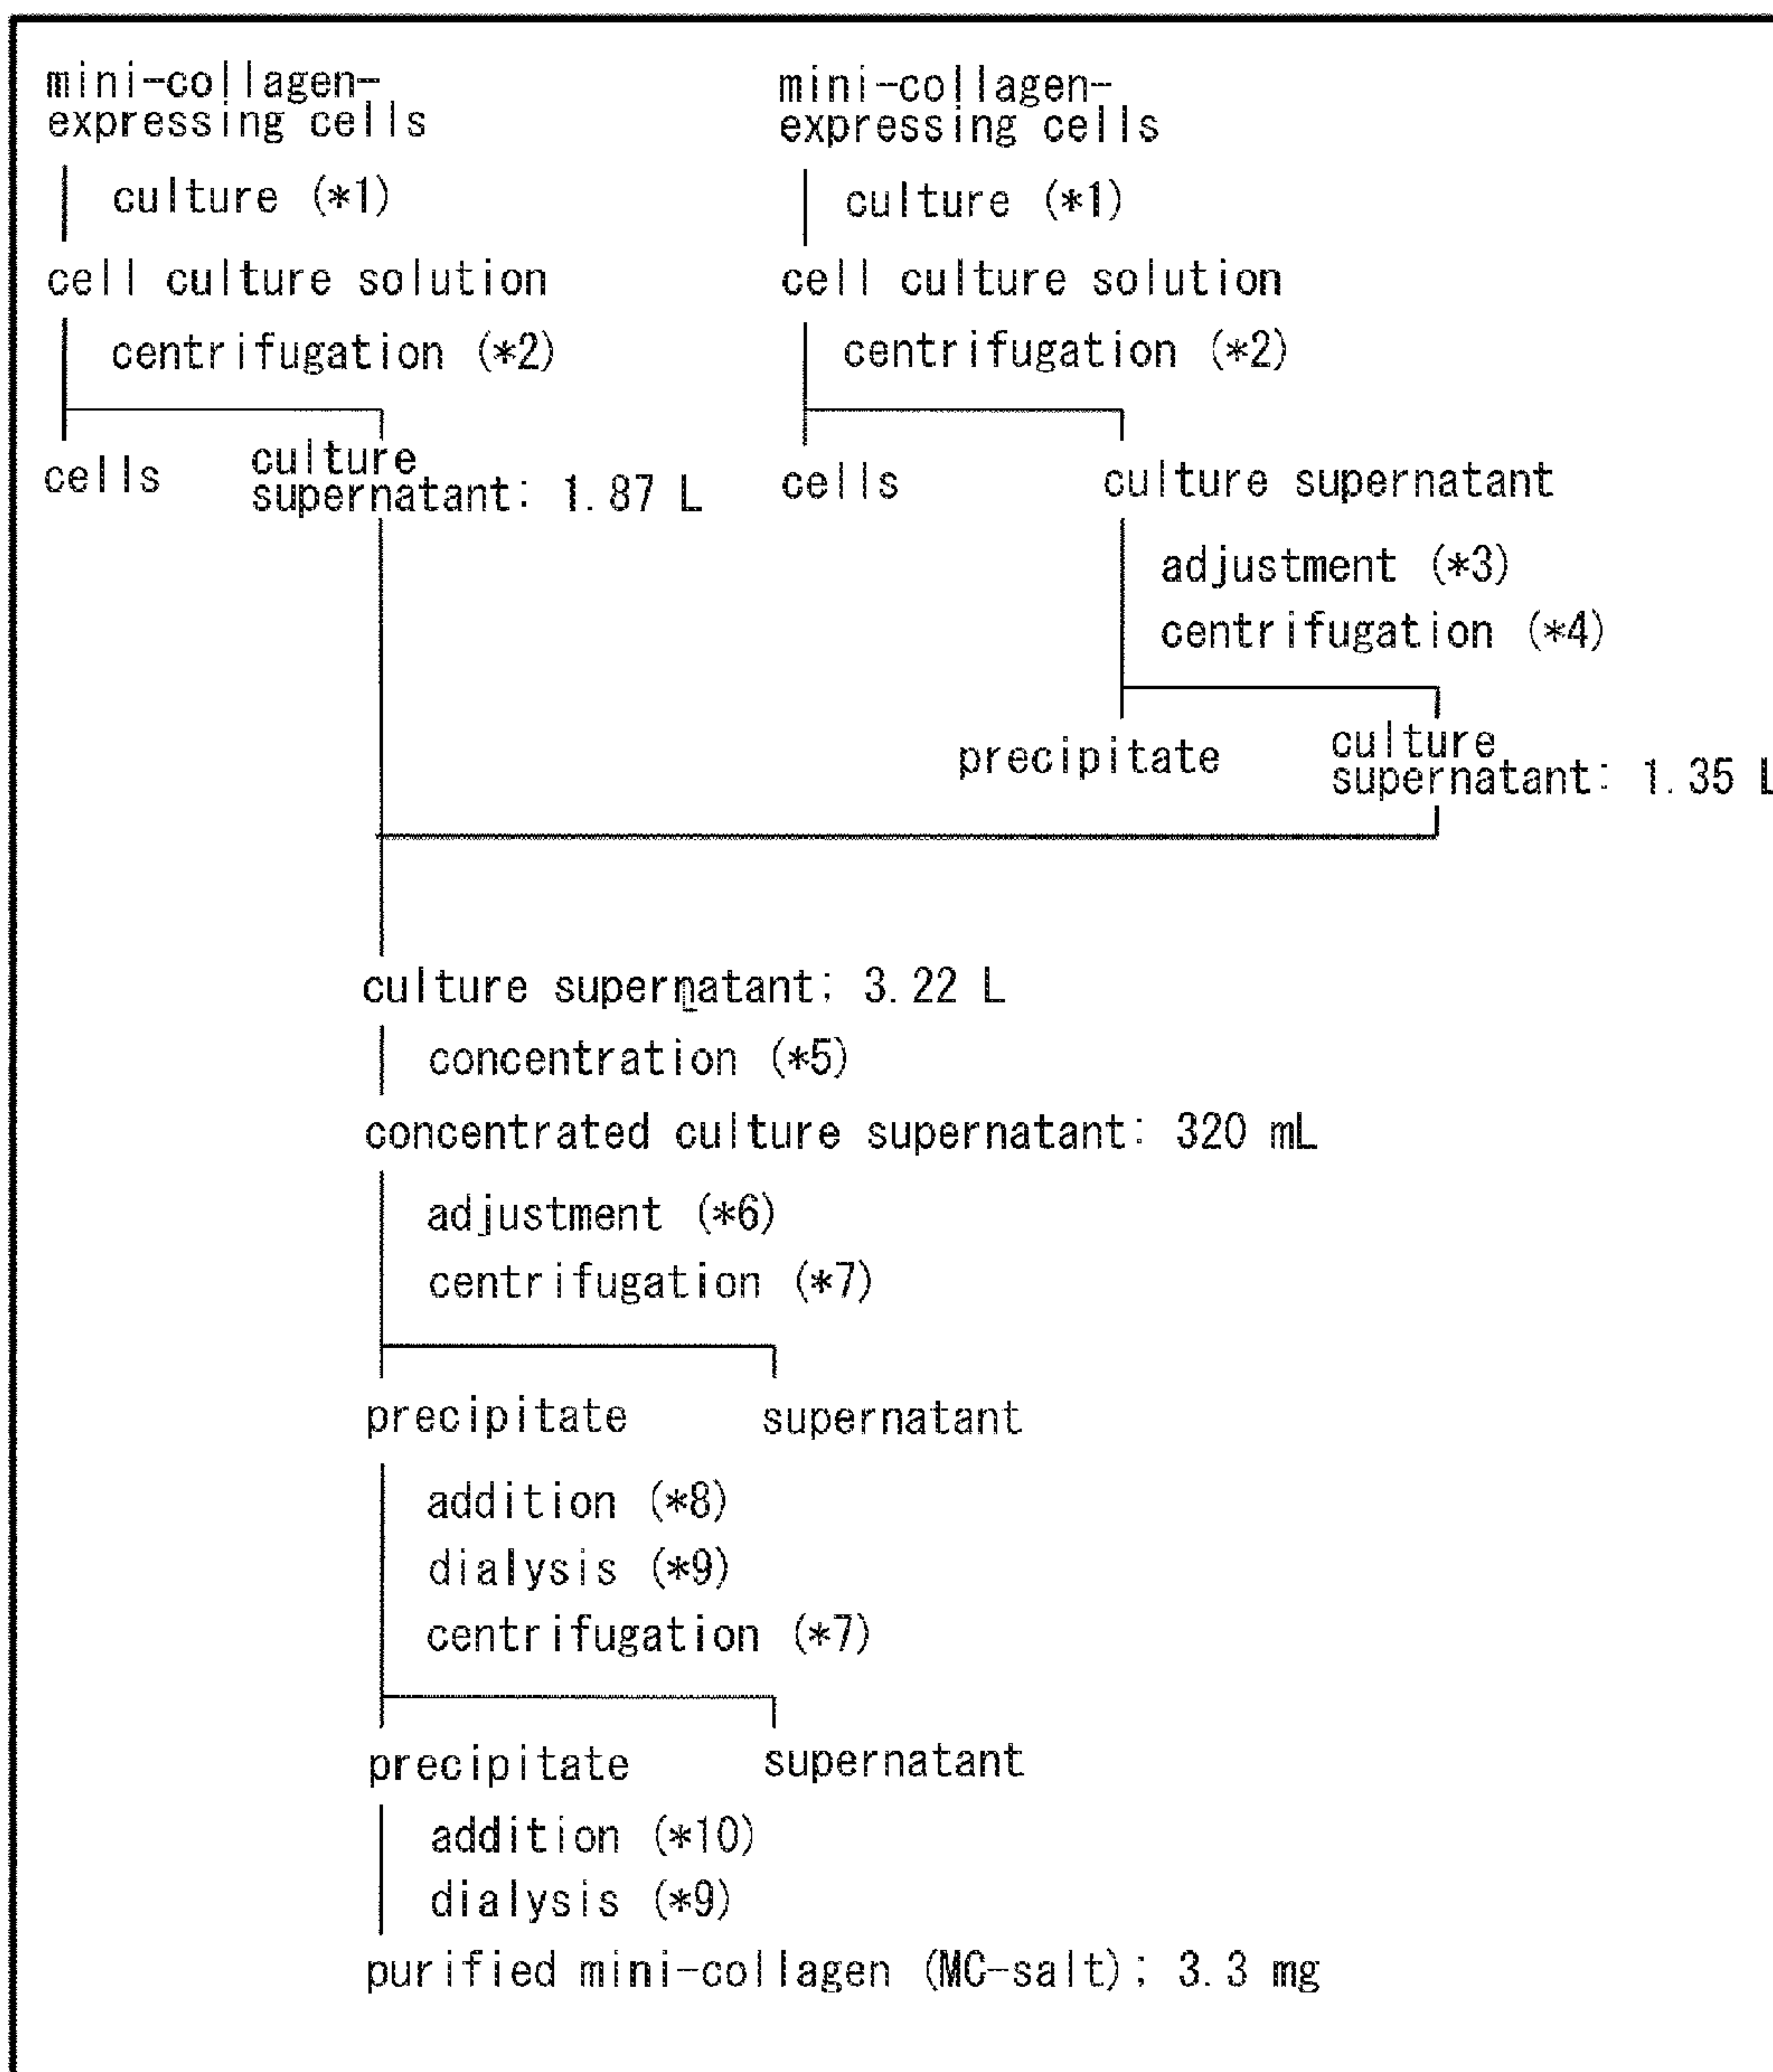 mini-collagen-
expressing cells
culture (*1)
cell culture solution
centrifugation (*2)
cells
culture
supernatant: 1.87 L
mini-collagen-
expressing cells
culture (*1)
cell culture solution
centrifugation (*2)
cells
culture supernatant
adjustment (*3)
centrifugation (*4)
precipitate
culture
supernatant: 1.35 L
culture supernatant; 3.22 L
concentration (*5)
concentrated culture supernatant: 320 mL
adjustment (*6)
centrifugation (*7)
precipitate
supernatant
addition (*8)
dialysis (*9)
centrifugation (*7)
precipitate
supernatant
addition (*10)
dialysis (*9)
purified mini-collagen (MC-salt); 3.3 mg